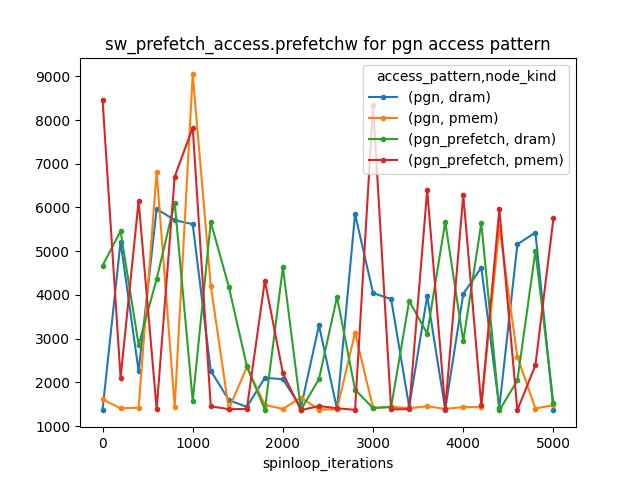 sw_prefetch_access.prefetchw for pgn access pattern
access_pattern,node_kind
(pgn, dram)
(pgn, pmem)
(pgn_prefetch, dram)
(pgn_prefetch, pmem)
9000
8000
7000
6000
5000
4000
3000
2000
1000
0 1000 2000 3000 4000 5000
spinloop_iterations